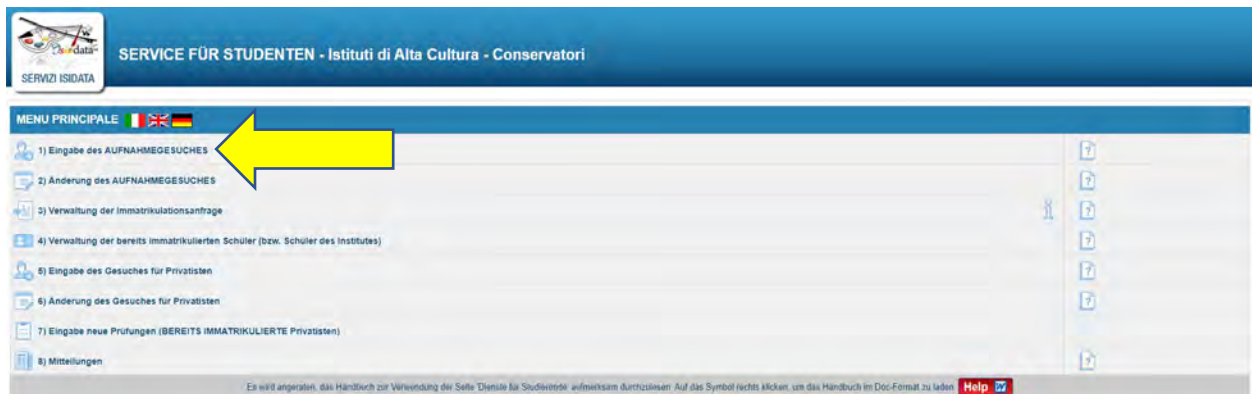 Isidata
SERVIZI ISIDATA
SERVICE FÜR STUDENTEN - Istituti di Alta Cultura - Conservatori
MENU PRINCIPALE
1) Eingabe des AUFNAHMEGESUCHES
2) Änderung des AUFNAHMEGESUCHES
3) Verwaltung der Immatrikulationsanfrage
4) Verwaltung der bereits immatrikulierten Schüler (bzw. Schüler des Institutes)
5) Eingabe des Gesuches für Privatisten
6) Änderung des Gesuches für Privatisten
7) Eingabe neue Prüfungen (BEREITS IMMATRIKULIERTE Privatisten)
8) Mitteilungen
Es wird angeraten, das Handbuch zur Verwendung der Seite 'Dienste für Studierende' aufmerksam durchzulesen. Auf das Symbol rechts klicken, um das Handbuch im Doc-Format zu laden Help